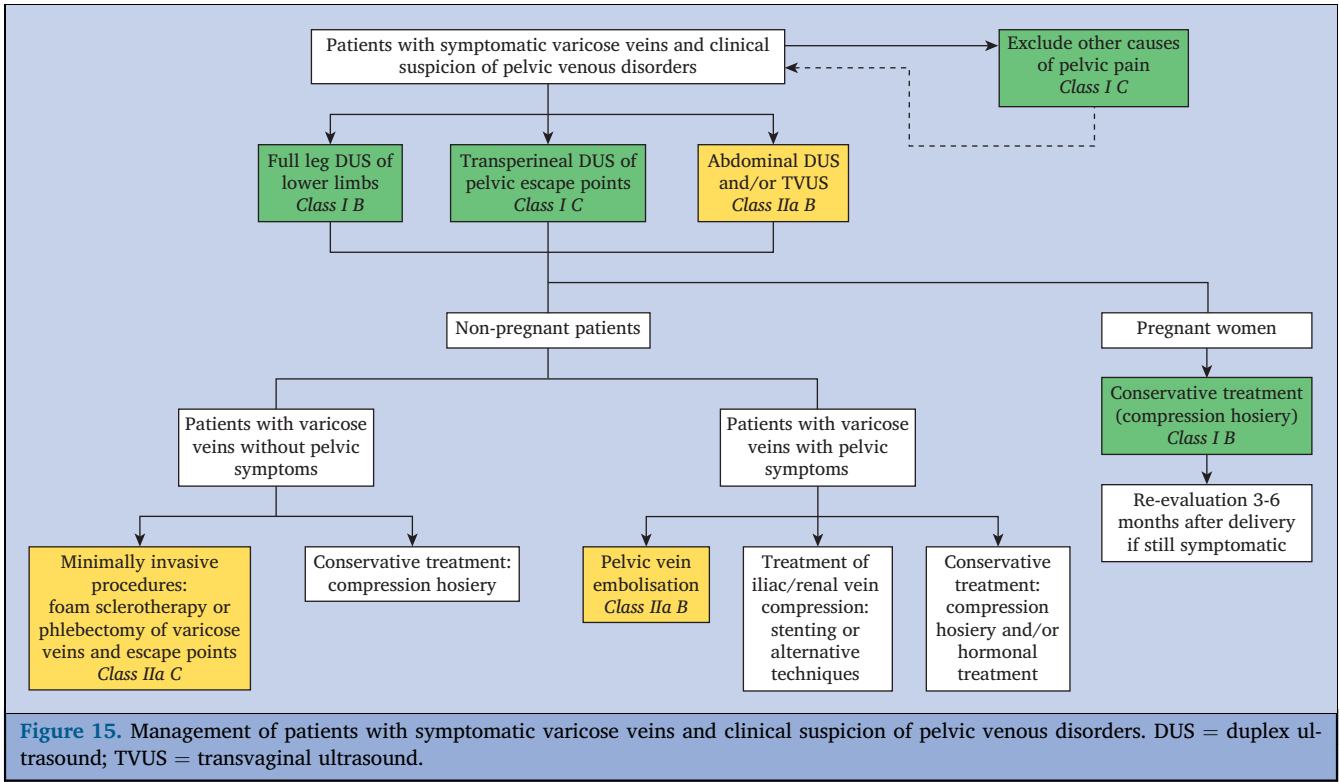 Patients with symptomatic varicose veins and clinical
suspicion of pelvic venous disorders
Exclude other causes
of pelvic pain
Class I C
Full leg DUS of
lower limbs
Class I B
Transperineal DUS of
pelvic escape points
Class I C
Abdominal DUS
and/or TVUS
Class IIa B
Non-pregnant patients
Pregnant women
Patients with varicose
veins without pelvic
symptoms
Patients with varicose
veins with pelvic
symptoms
Conservative treatment
(compression hosiery)
Class I B
Re-evaluation 3-6
months after delivery
if still symptomatic
Minimally invasive
procedures:
foam sclerotherapy or
phlebectomy of varicose
veins and escape points
Class IIa C
Conservative treatment:
compression hosiery
Pelvic vein
embolisation
Class IIa B
Treatment of
iliac/renal vein
compression:
stenting or
alternative
techniques
Conservative
treatment:
compression
hosiery and/or
hormonal
treatment
Figure 15. Management of patients with symptomatic varicose veins and clinical suspicion of pelvic venous disorders. DUS = duplex ul-
trasound; TVUS = transvaginal ultrasound.